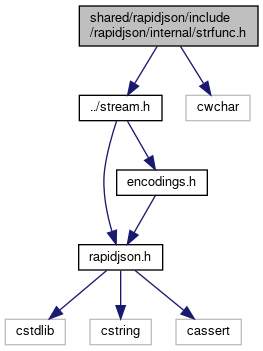 shared/rapidjson/include
/rapidjson/internal/strfunc.h
../stream.h
cwchar
encodings.h
rapidjson.h
cstdlib
cstring
cassert